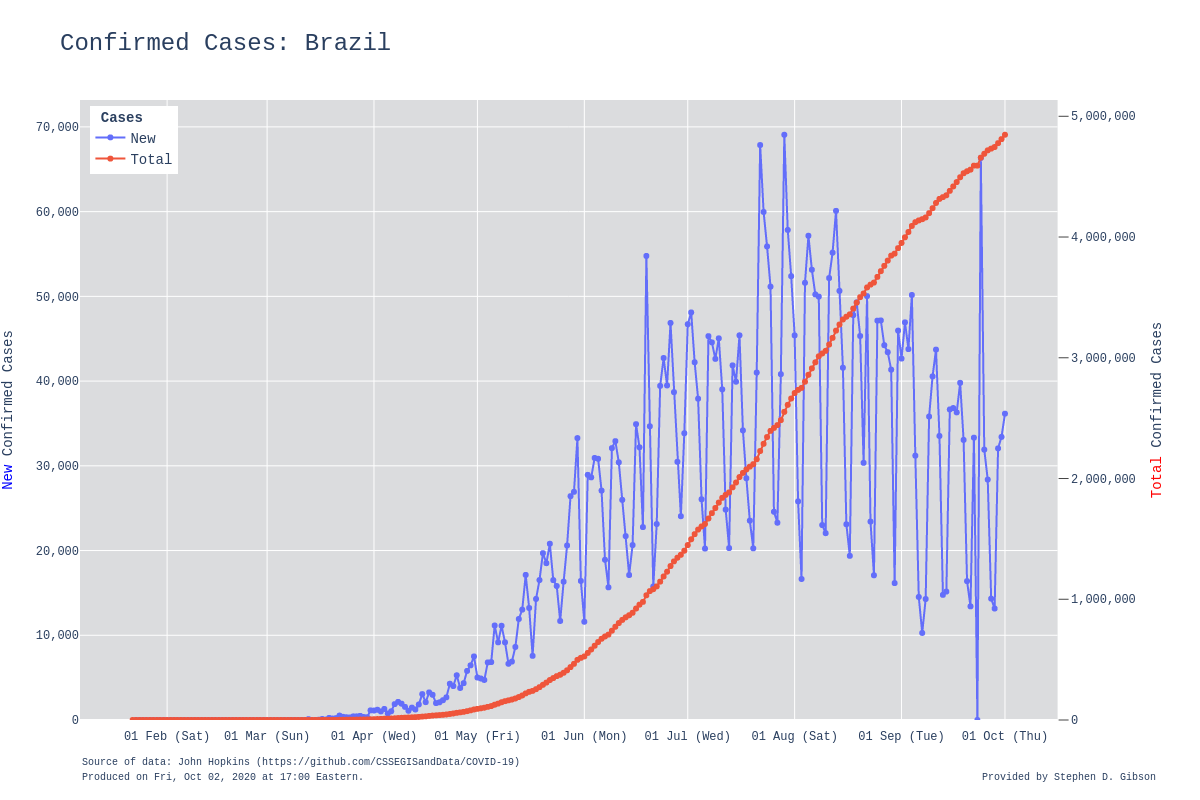 Confirmed Cases: Brazil
Cases
New
Total
70,000
60,000
50,000
40,000
30,000
20,000
10,000
0
New Confirmed Cases
5,000,000
4,000,000
3,000,000
2,000,000
1,000,000
0
Total Confirmed Cases
01 Feb (Sat) 01 Mar (Sun) 01 Apr (Wed) 01 May (Fri) 01 Jun (Mon) 01 Jul (Wed) 01 Aug (Sat) 01 Sep (Tue) 01 Oct (Thu)
Source of data: John Hopkins (https://github.com/CSSEGISandData/COVID-19)
Produced on Fri, Oct 02, 2020 at 17:00 Eastern.
Provided by Stephen D. Gibson